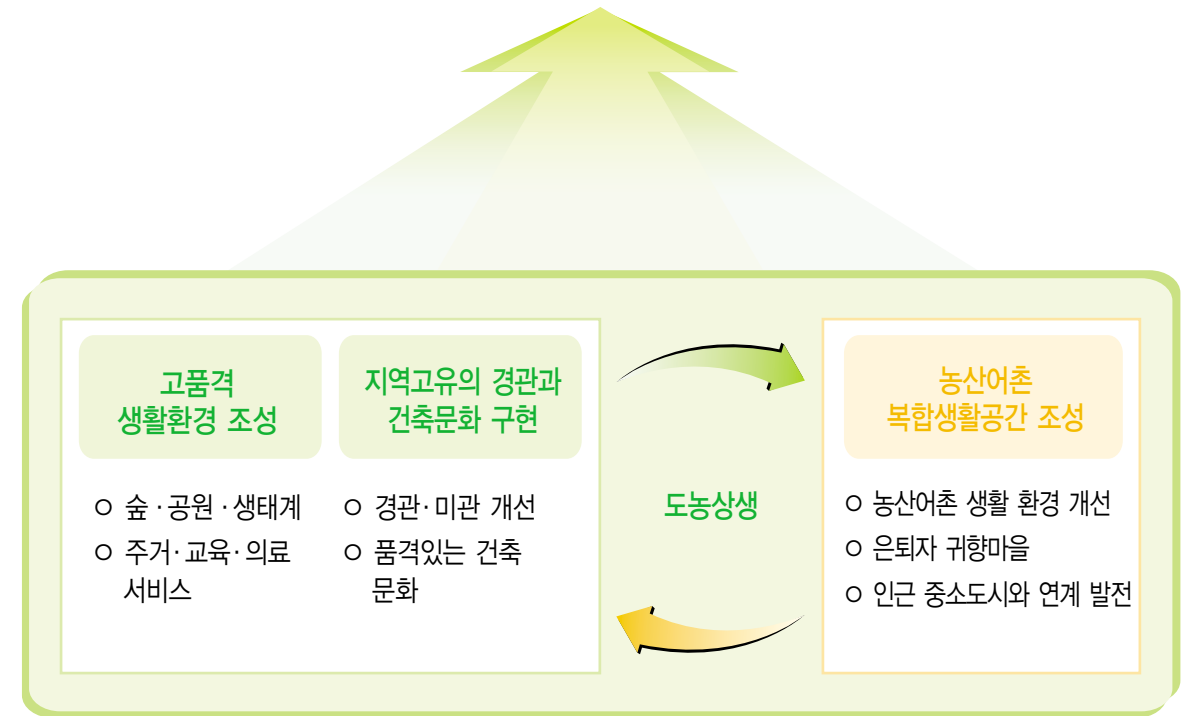 고품격
생활환경 조성
○ 숲·공원·생태계
○ 주거·교육·의료
서비스
지역고유의 경관과
건축문화 구현
○ 경관·미관 개선
○ 품격있는 건축
문화
도농상생
농산어촌
복합생활공간 조성
○ 농산어촌 생활 환경 개선
○ 은퇴자 귀향마을
○ 인근 중소도시와 연계 발전